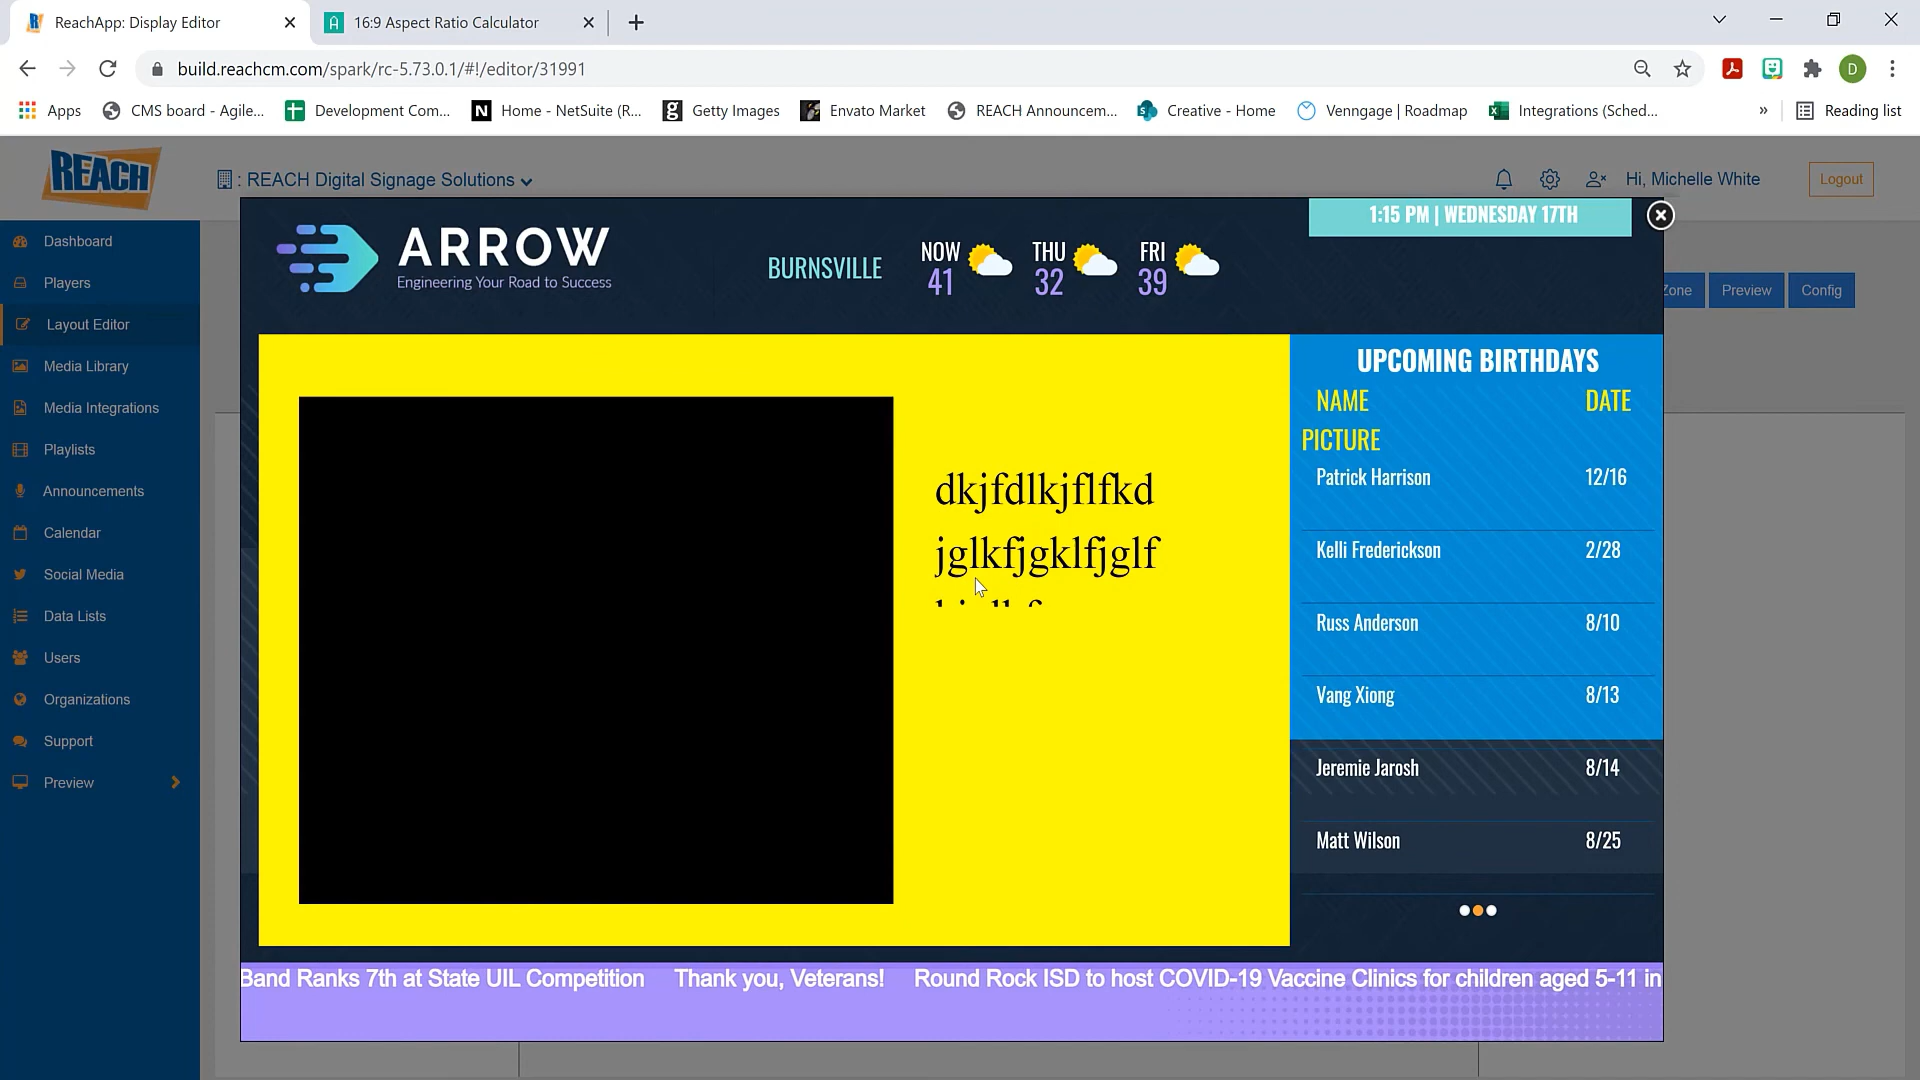 ReachApp: Display Editor
16:9 Aspect Ratio Calculator
build.reachcm.com/spark/rc-5.73.0.1/#!/editor/31991
D
Apps
CMS board - Agile...
Development Com...
Home - NetSuite (R...
Getty Images
Envato Market
REACH Announcem...
Creative - Home
Venngage | Roadmap
Integrations (Sched...
»
Reading list
REACH
: REACH Digital Signage Solutions
Hi, Michelle White
Logout
Dashboard
Players
Layout Editor
Media Library
Media Integrations
Playlists
Announcements
Calendar
Social Media
Data Lists
Users
Organizations
Support
Preview
Zone
Preview
Config
ARROW
Engineering Your Road to Success
BURNSVILLE
NOW
41
THU
32
FRI
39
1:15 PM | WEDNESDAY 17TH
dkjfdlkjflfkd
jglkfjgklfjglf
UPCOMING BIRTHDAYS
NAME DATE
PICTURE
Patrick Harrison 12/16
Kelli Frederickson 2/28
Russ Anderson 8/10
Vang Xiong 8/13
Jeremie Jarosh 8/14
Matt Wilson 8/25
Band Ranks 7th at State UIL Competition Thank you, Veterans! Round Rock ISD to host COVID-19 Vaccine Clinics for children aged 5-11 in